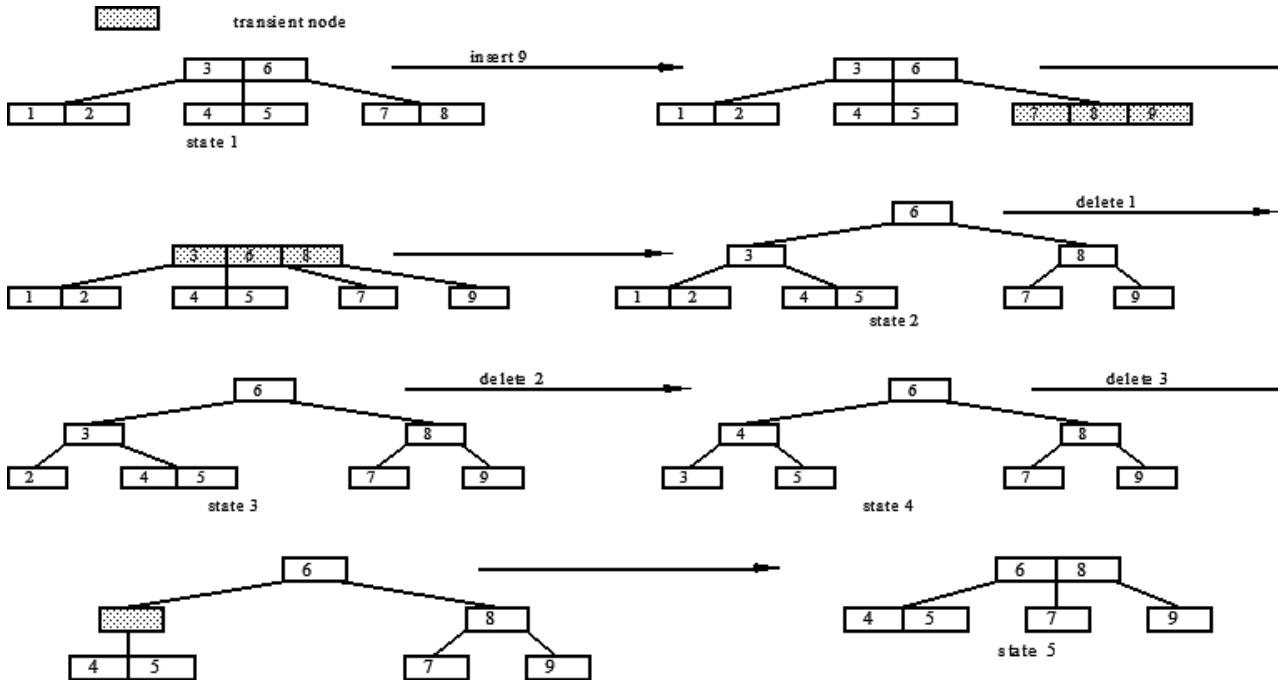 transient node
3 6 insert 9 3 6
1 2 4 5 7 8 1 2 4 5 7 8 9
state 1
6 delete 1
3 6 8 3 8
1 2 4 5 7 9 1 2 4 5 7 9
state 2
6 delete 2 6 delete 3
3 8 4 8
2 4 5 7 9 3 5 7 9
state 3 state 4
6 6 8
8 4 5 7 9
4 5 7 9 state 5